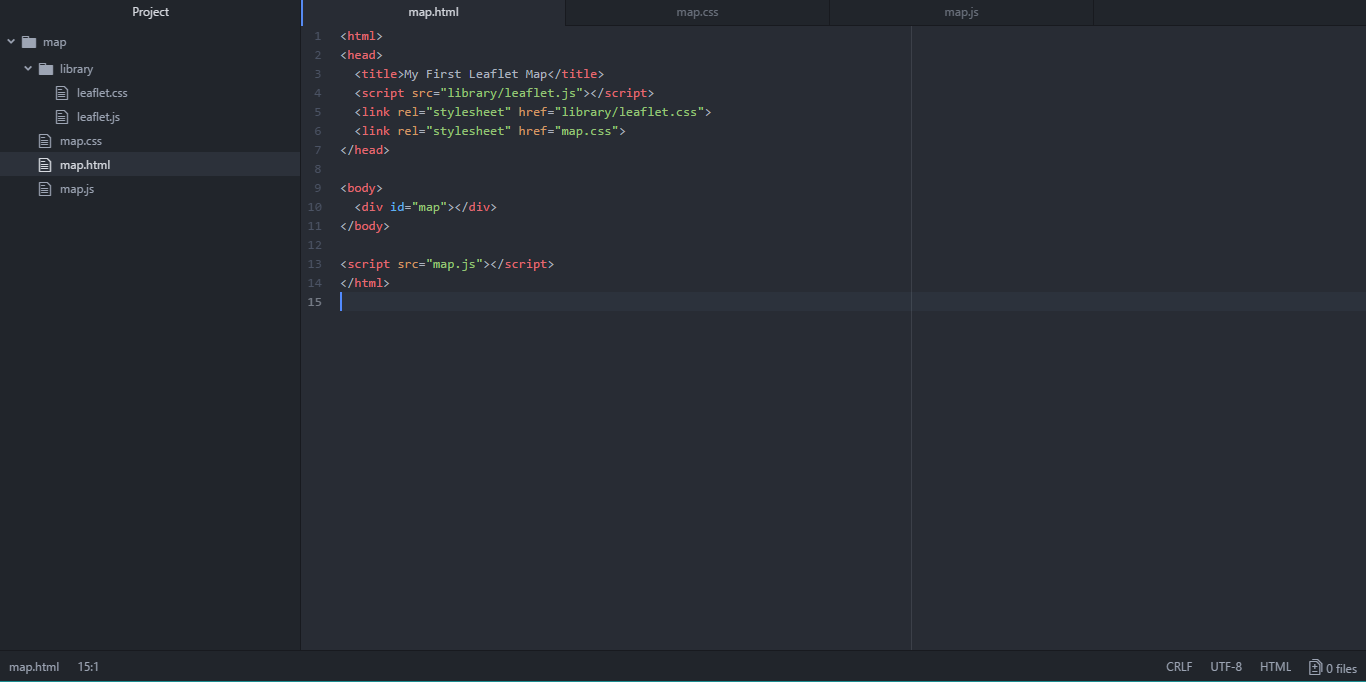 Project
map
library
leaflet.css
leaflet.js
map.css
map.html
map.js
map.html map.css map.js
1 <html>
2 <head>
3   <title>My First Leaflet Map</title>
4   <script src="library/leaflet.js"></script>
5   <link rel="stylesheet" href="library/leaflet.css">
6   <link rel="stylesheet" href="map.css">
7 </head>
8
9 <body>
10   <div id="map"></div>
11 </body>
12
13 <script src="map.js"></script>
14 </html>
15
map.html 15:1 CRLF UTF-8 HTML 0 files